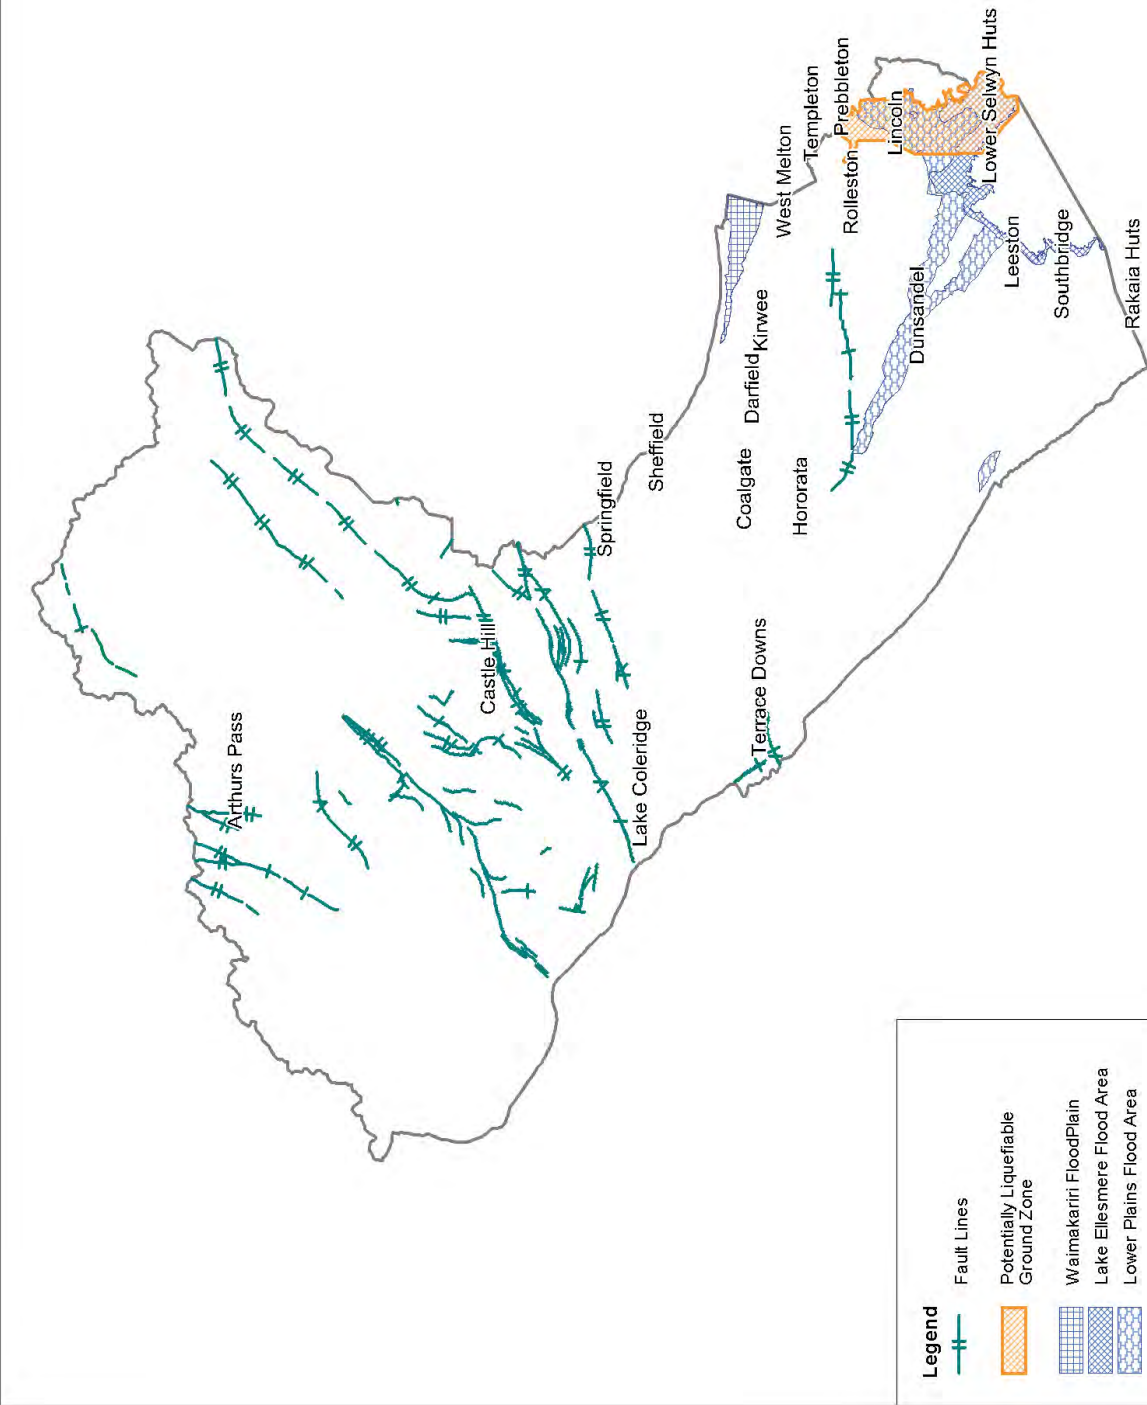 Arthurs Pass
Castle Hill
Lake Coleridge
Springfield
Sheffield
Terrace Downs
Coalgate
Hororata
Darfield
Kirwee
West Melton
Templeton
Rolleston
Prebbleton
Lincoln
Lower Selwyn Huts
Dunsandel
Leeston
Southbridge
Rakaia Huts
Legend
Fault Lines
Potentially Liquefiable
Ground Zone
Waimakariri FloodPlain
Lake Ellesmere Flood Area
Lower Plains Flood Area